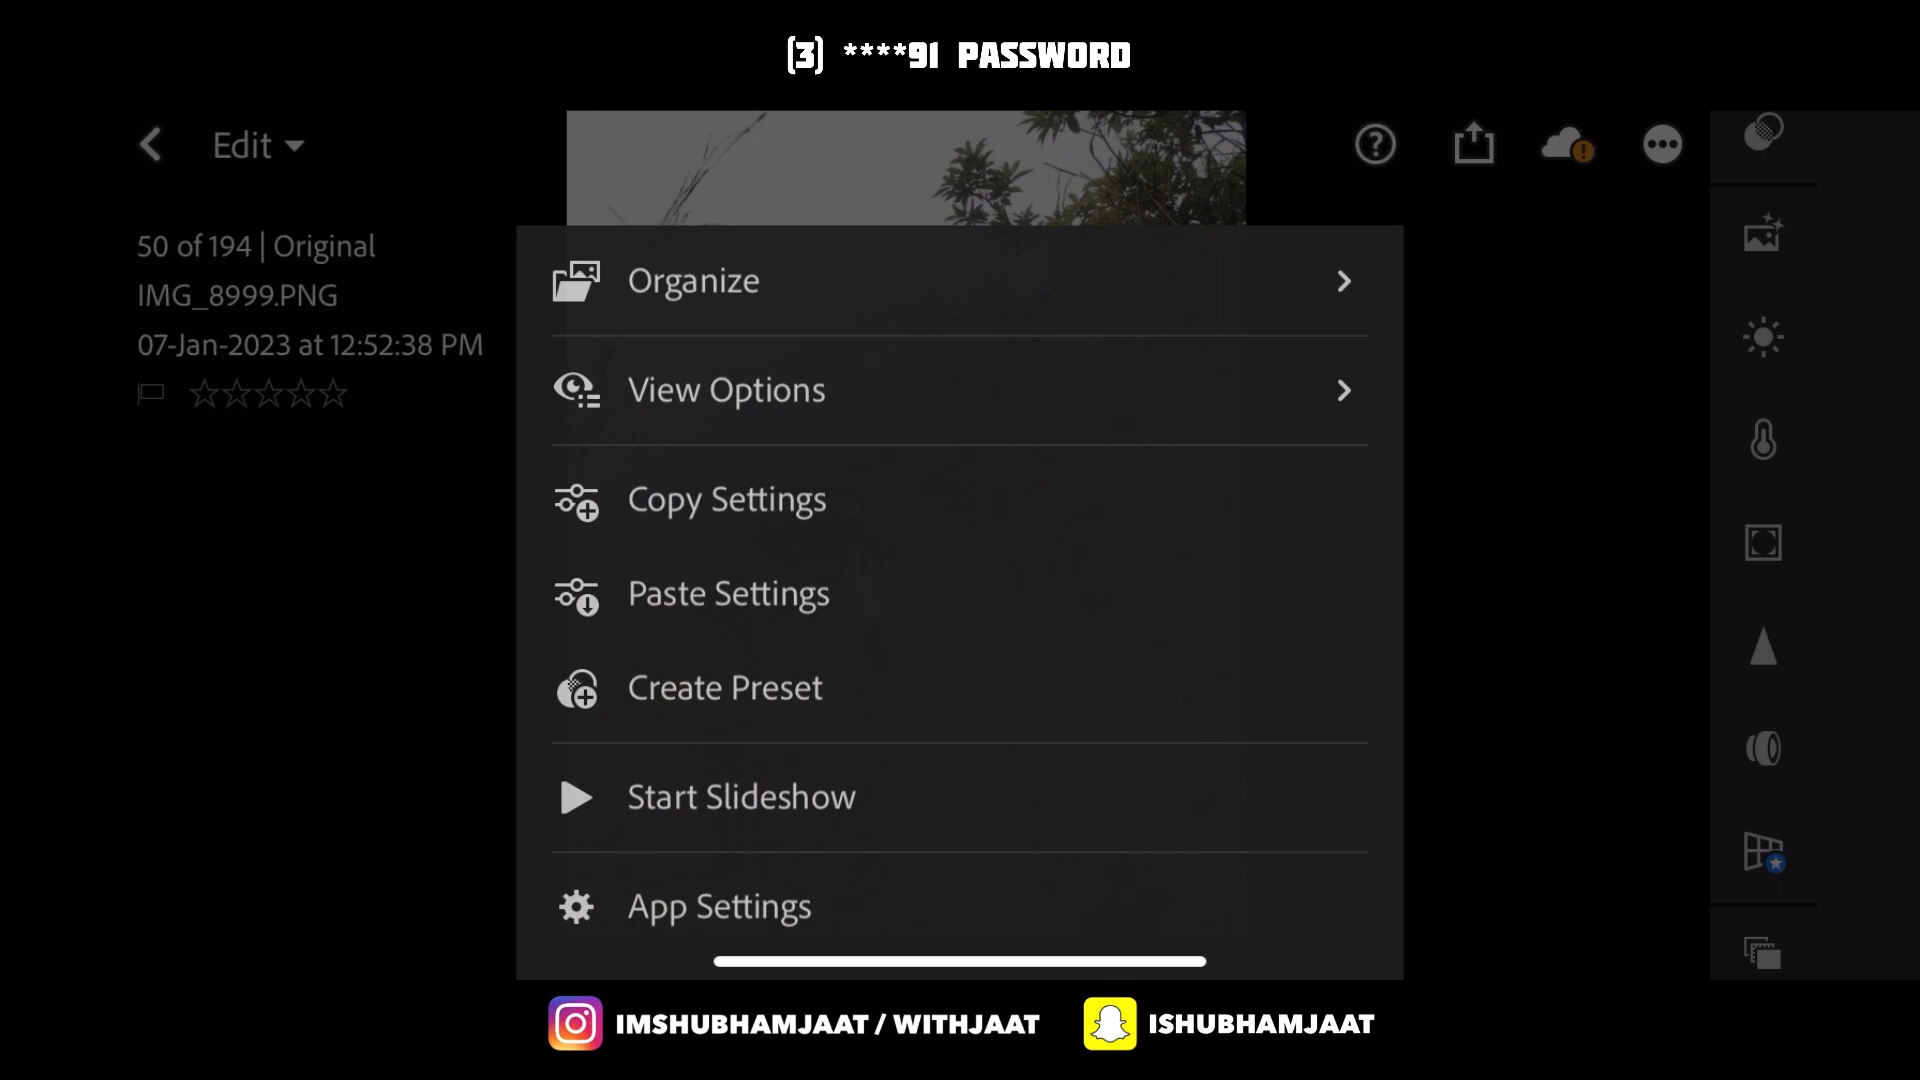 (3) ****91 PASSWORD
Edit
50 of 194 | Original
IMG_8999.PNG
07-Jan-2023 at 12:52:38 PM
Organize
View Options
Copy Settings
Paste Settings
Create Preset
Start Slideshow
App Settings
IMSHUBHAMJAAT / WITHJAAT
ISHUBHAMJAAT